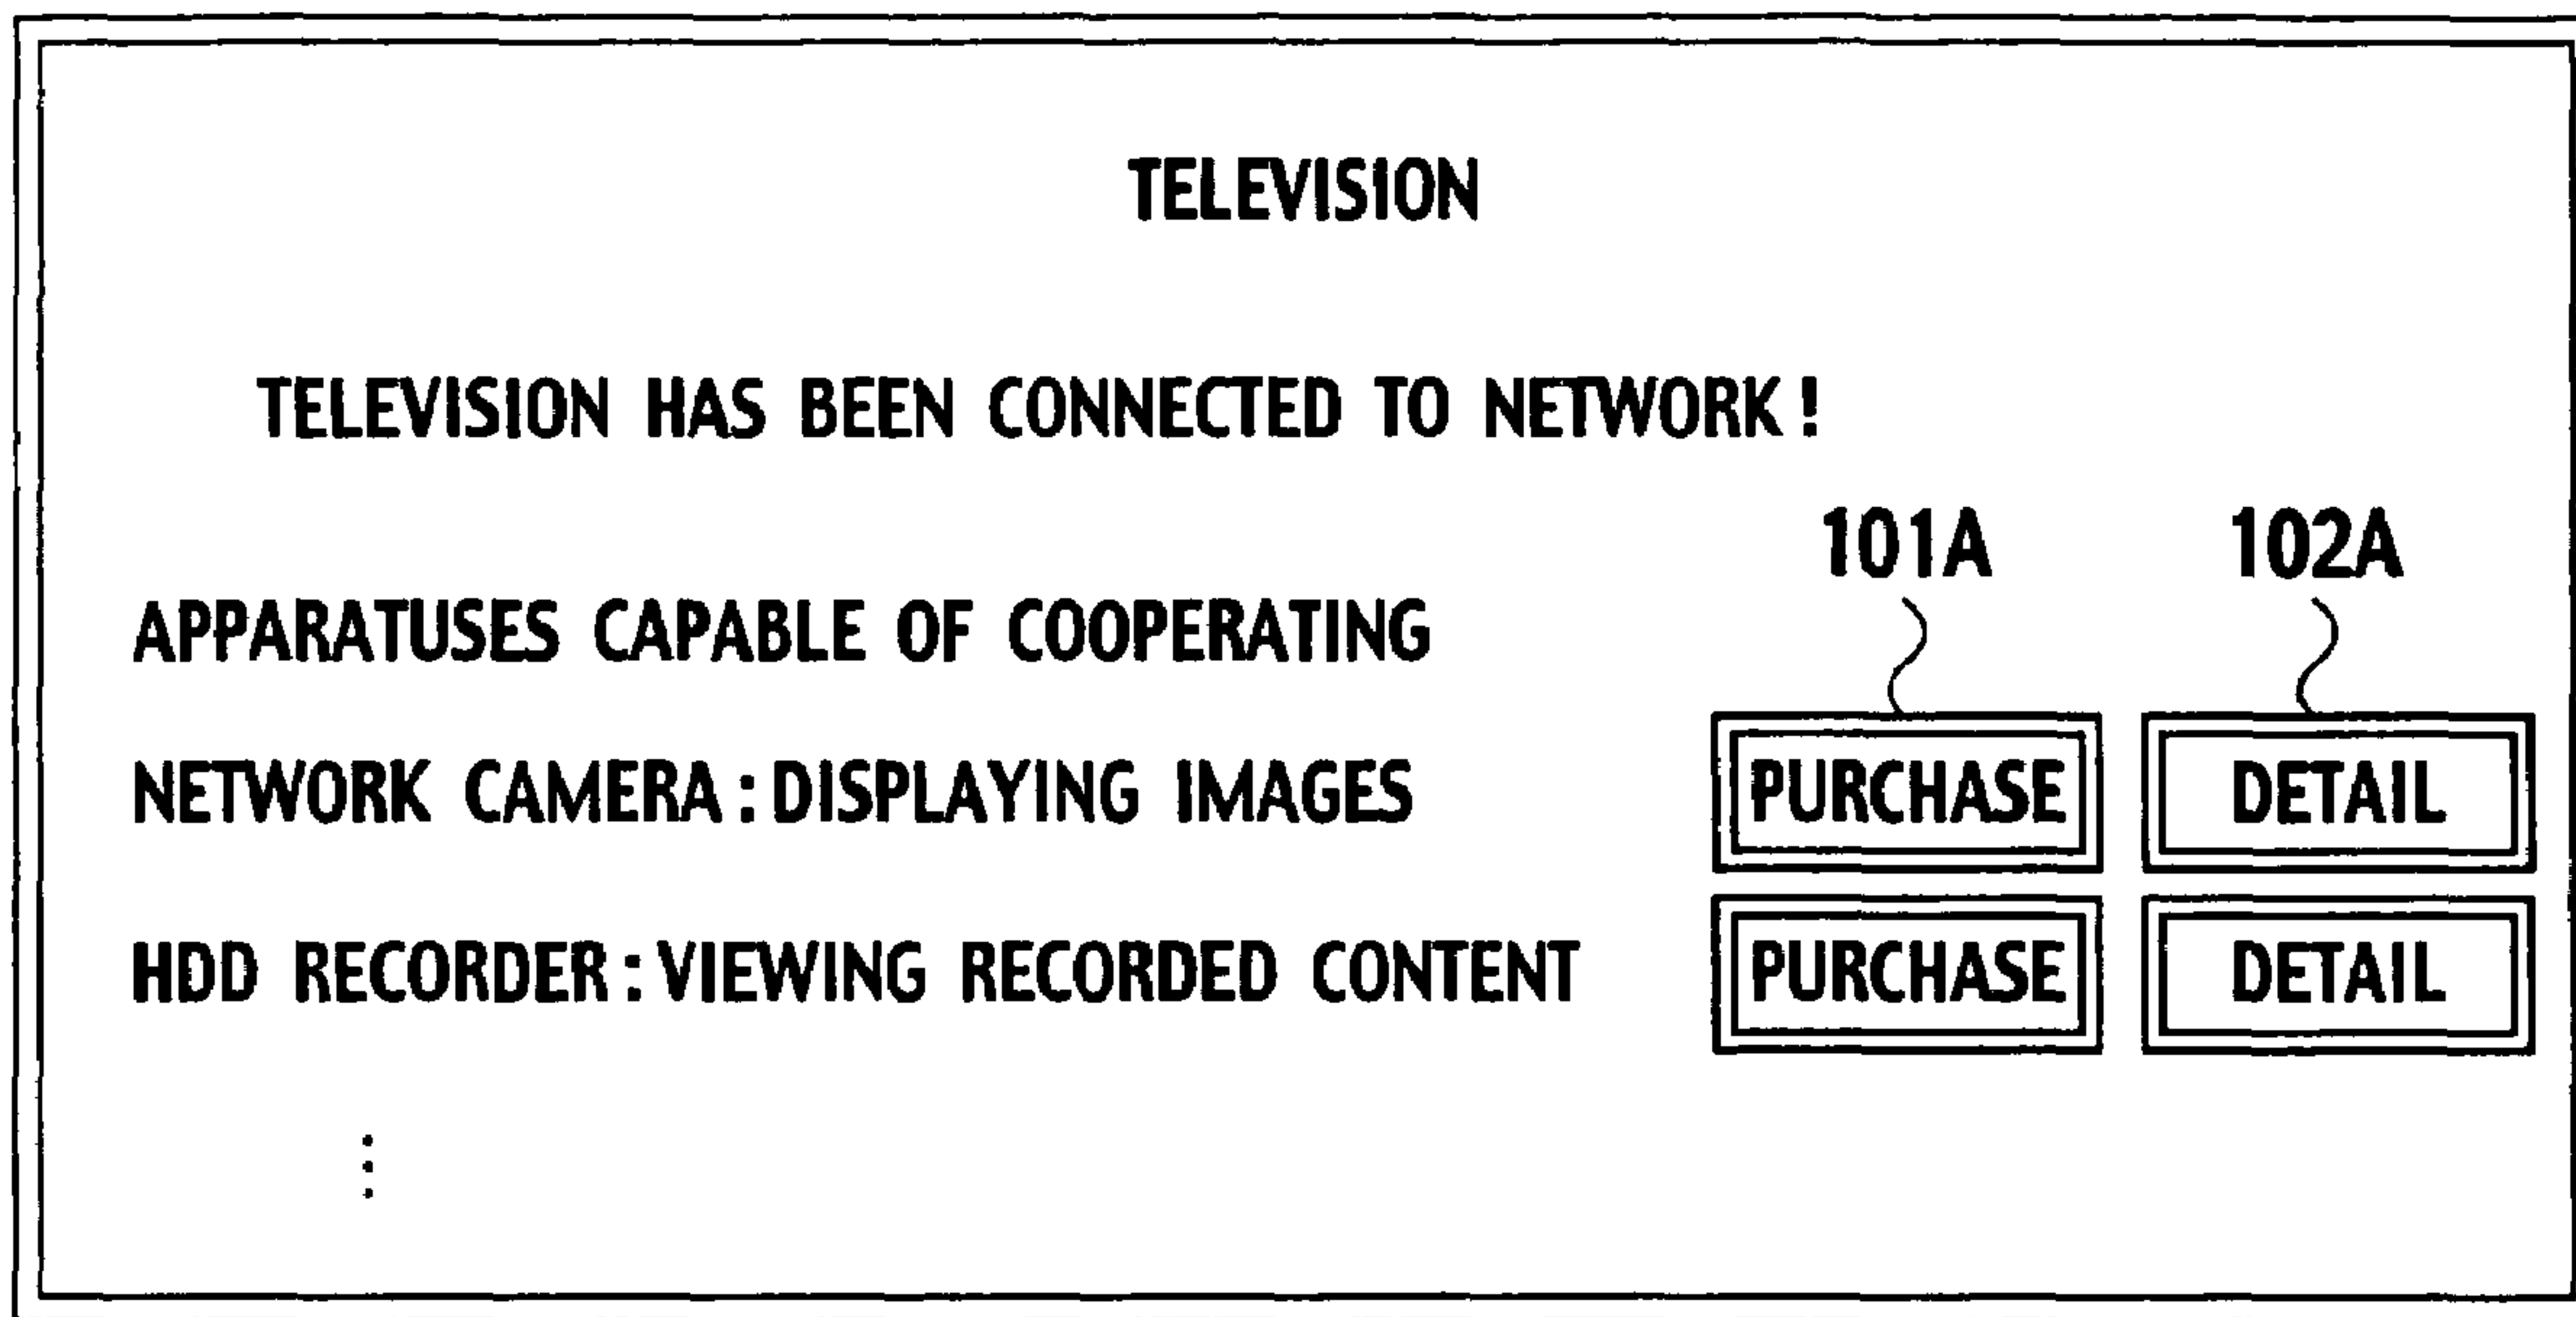 TELEVISION
TELEVISION HAS BEEN CONNECTED TO NETWORK!
101A 102A
APPARATUSES CAPABLE OF COOPERATING
NETWORK CAMERA:DISPLAYING IMAGES PURCHASE DETAIL
HDD RECORDER:VIEWING RECORDED CONTENT PURCHASE DETAIL